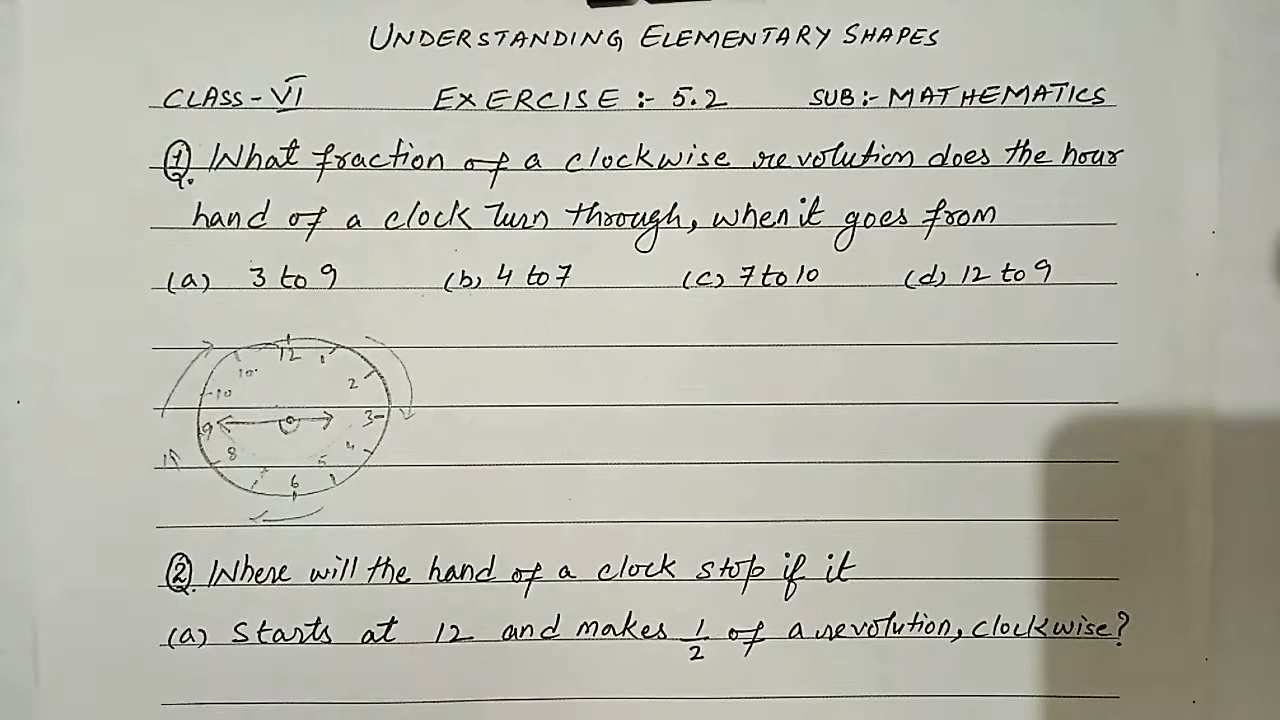 UNDERSTANDING ELEMENTARY SHAPES
CLASS - VI EXERCISE :- 5.2 SUB :- MATHEMATICS
Q1. What fraction of a clockwise revolution does the hour
hand of a clock turn through, when it goes from
(a) 3 to 9 (b) 4 to 7 (c) 7 to 10 (d) 12 to 9
12 1
10 2
10
9 3
8 4
5
6
Q2. Where will the hand of a clock stop if it
(a) starts at 12 and makes 1/2 of a revolution, clockwise?